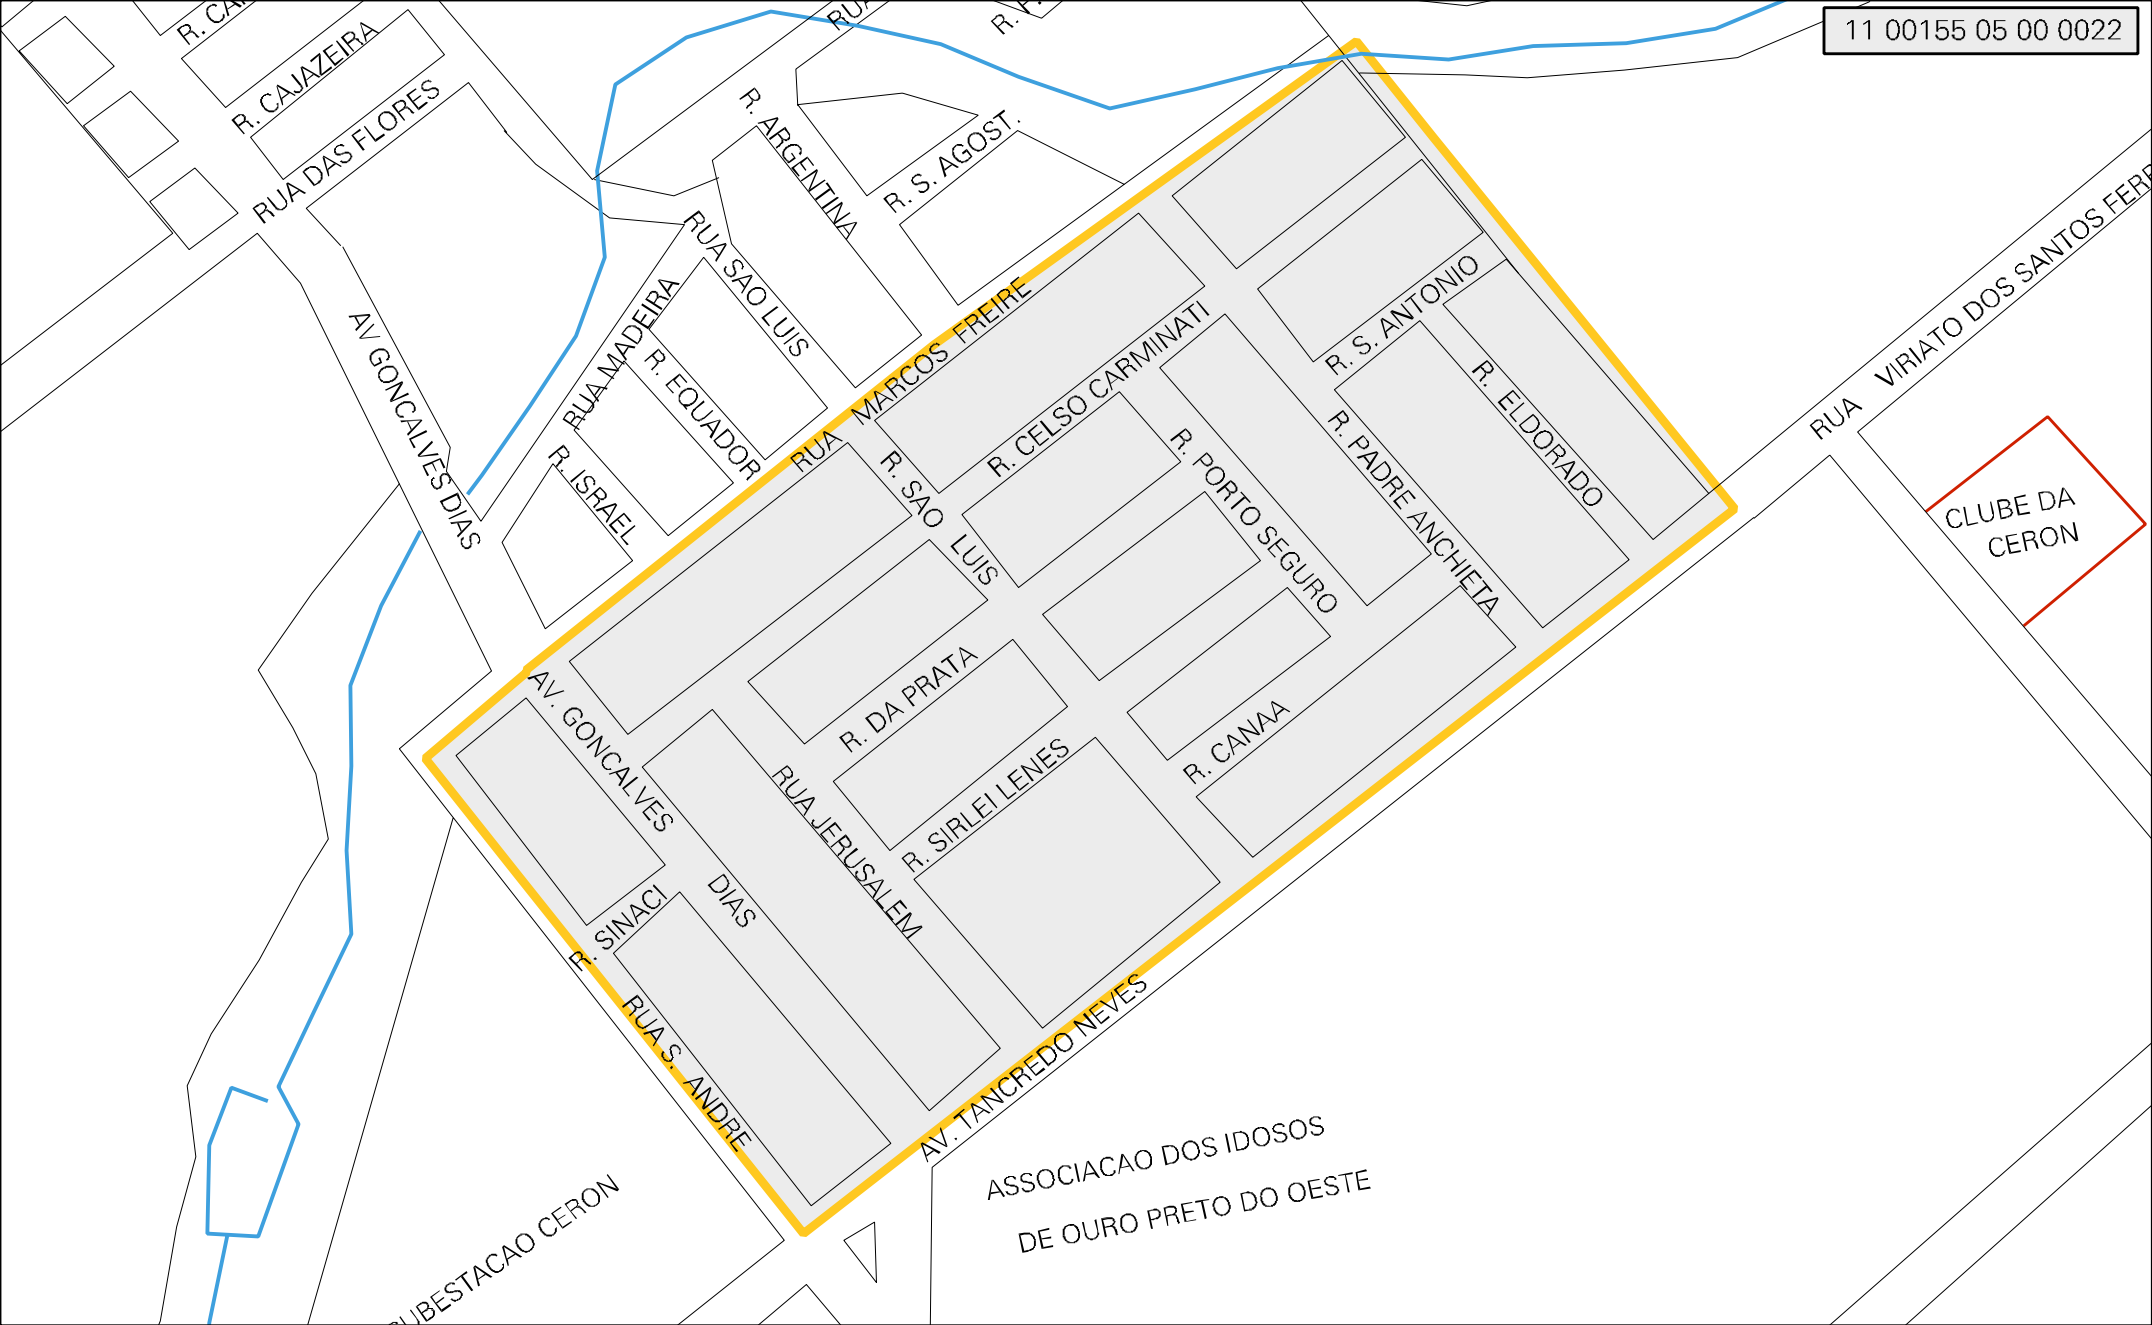 11 00155 05 00 0022
R. CAJAZEIRA
RUA DAS FLORES
R. ARGENTINA
R. S. AGOST.
RUA SAO LUIS
RUA MADEIRA
R. EQUADOR
R. ISRAEL
AV GONCALVES DIAS
RUA MARCOS FREIRE
R. CELSO CARMINATI
R. S. ANTONIO
R. ELDORADO
R. PADRE ANCHIETA
R. PORTO SEGURO
R. SAO LUIS
RUA VIRIATO DOS SANTOS
CLUBE DA
CERON
AV. GONCALVES DIAS
R. DA PRATA
RUA JERUSALEM
R. SIRLEI LENES
R. CANAA
R. SINACI
RUA S. ANDRE
AV. TANCREDO NEVES
ASSOCIACAO DOS IDOSOS
DE OURO PRETO DO OESTE
CERON